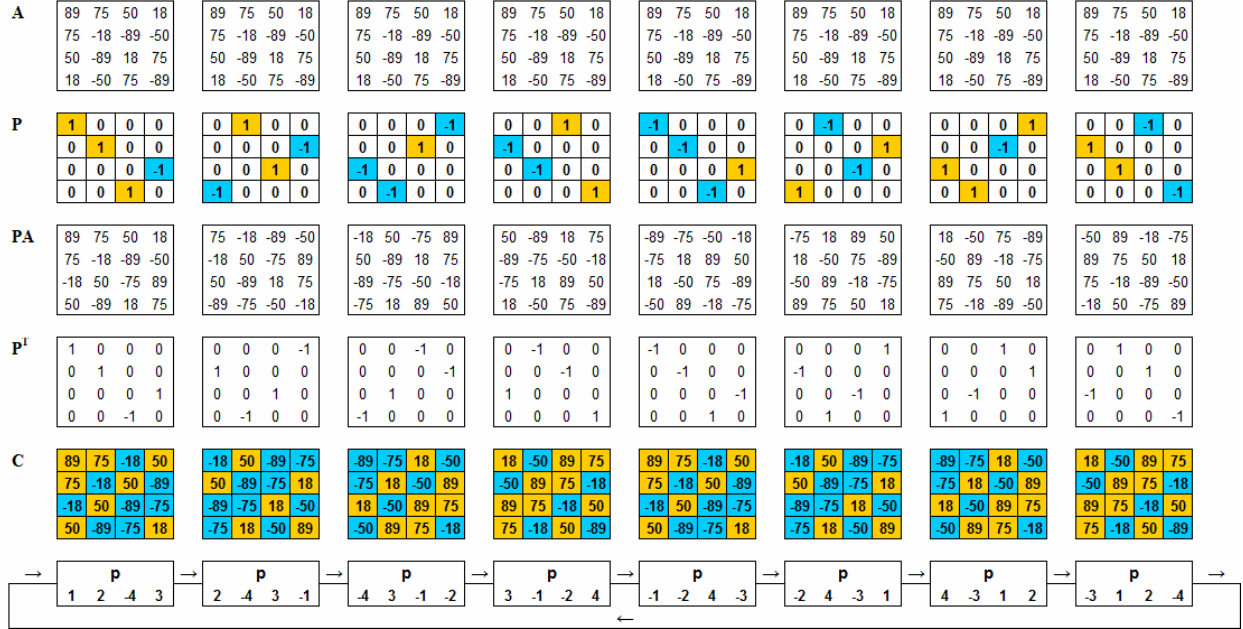 A 89 75 50 18 89 75 50 18 89 75 50 18 89 75 50 18 89 75 50 18 89 75 50 18 89 75 50 18 89 75 50 18
75 -18 -89 -50 75 -18 -89 -50 75 -18 -89 -50 75 -18 -89 -50 75 -18 -89 -50 75 -18 -89 -50 75 -18 -89 -50 75 -18 -89 -50
50 -89 18 75 50 -89 18 75 50 -89 18 75 50 -89 18 75 50 -89 18 75 50 -89 18 75 50 -89 18 75 50 -89 18 75
18 -50 75 -89 18 -50 75 -89 18 -50 75 -89 18 -50 75 -89 18 -50 75 -89 18 -50 75 -89 18 -50 75 -89 18 -50 75 -89
P 1 0 0 0 0 1 0 0 0 0 0 -1 0 0 1 0 -1 0 0 0 0 -1 0 0 0 0 0 1 0 0 -1 0
0 1 0 0 0 0 0 -1 0 0 1 0 -1 0 0 0 0 -1 0 0 0 0 0 1 0 0 -1 0 1 0 0 0
0 0 0 -1 0 0 1 0 -1 0 0 0 0 -1 0 0 0 0 0 1 0 0 -1 0 1 0 0 0 0 1 0 0
0 0 1 0 -1 0 0 0 0 -1 0 0 0 0 0 1 0 0 -1 0 1 0 0 0 0 1 0 0 0 0 0 -1
PA 89 75 50 18 75 -18 -89 -50 -18 50 -75 89 50 -89 18 75 -89 -75 -50 -18 -75 18 89 50 18 -50 75 -89 -50 89 -18 -75
75 -18 -89 -50 -18 50 -75 89 50 -89 18 75 -89 -75 -50 -18 -75 18 89 50 18 -50 75 -89 -50 89 -18 -75 89 75 50 18
-18 50 -75 89 50 -89 18 75 -89 -75 -50 -18 -75 18 89 50 18 -50 75 -89 -50 89 -18 -75 89 75 50 18 75 -18 -89 -50
50 -89 18 75 -89 -75 -50 -18 -75 18 89 50 18 -50 75 -89 -50 89 -18 -75 89 75 50 18 75 -18 -89 -50 -18 50 -75 89
P^T 1 0 0 0 0 0 0 -1 0 0 -1 0 0 -1 0 0 -1 0 0 0 0 0 0 1 0 0 1 0 0 1 0 0
0 1 0 0 1 0 0 0 0 0 0 -1 0 0 -1 0 0 -1 0 0 -1 0 0 0 0 0 0 1 0 0 1 0
0 0 0 1 0 0 1 0 0 1 0 0 1 0 0 0 0 0 0 -1 0 0 -1 0 0 -1 0 0 -1 0 0 0
0 0 -1 0 0 -1 0 0 -1 0 0 0 0 0 0 1 0 0 1 0 0 1 0 0 1 0 0 0 0 0 0 -1
C 89 75 -18 50 -18 50 -89 -75 -89 -75 18 -50 18 -50 89 75 89 75 -18 50 -18 50 -89 -75 -89 -75 18 -50 18 -50 89 75
75 -18 50 -89 50 -89 -75 18 -75 18 -50 89 -50 89 75 -18 75 -18 50 -89 50 -89 -75 18 -75 18 -50 89 -50 89 75 -18
-18 50 -89 -75 -89 -75 18 -50 18 -50 89 75 89 75 -18 50 -18 50 -89 -75 -89 -75 18 -50 18 -50 89 75 89 75 -18 50
50 -89 -75 18 -75 18 -50 89 -50 89 75 -18 75 -18 50 -89 50 -89 -75 18 -75 18 -50 89 -50 89 75 -18 75 -18 50 -89
→ p → p → p → p → p → p → p → p →
1 2 -4 3 2 -4 3 -1 -4 3 -1 -2 3 -1 -2 4 -1 -2 4 -3 -2 4 -3 1 4 -3 1 2 -3 1 2 -4
←